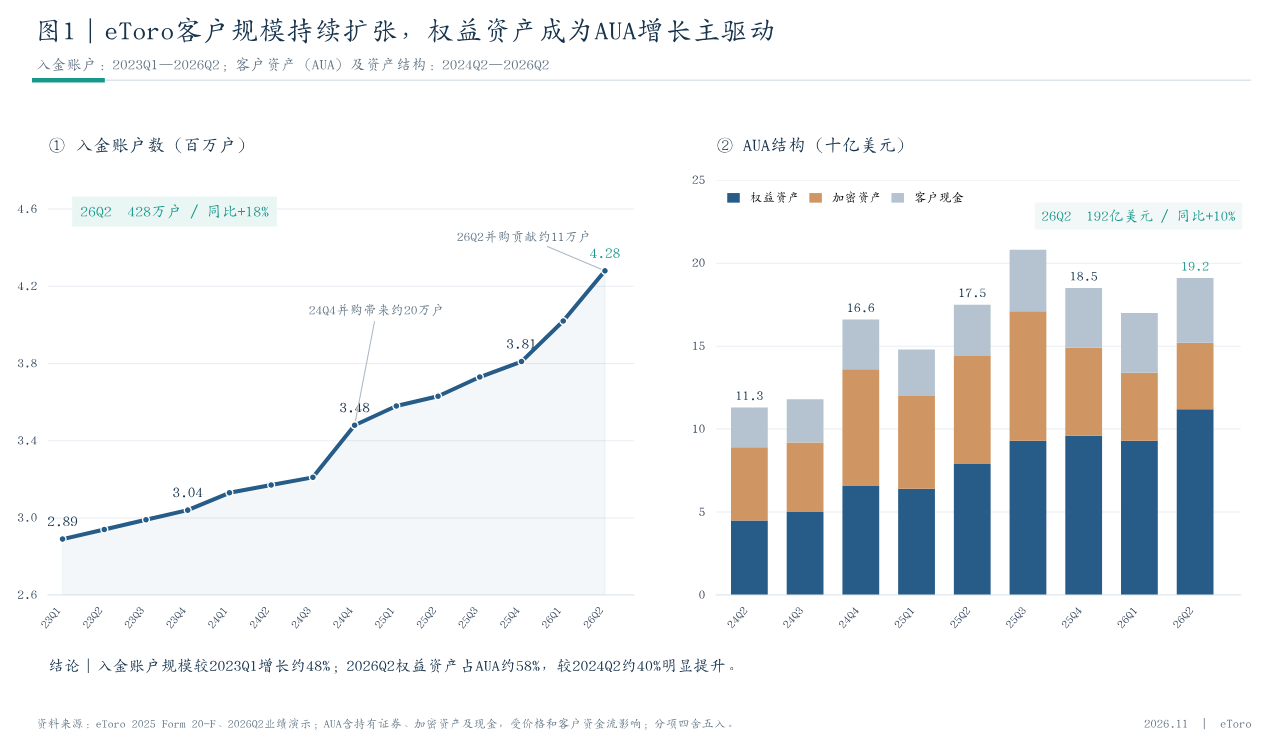 图1｜eToro客户规模持续扩张，权益资产成为AUA增长主驱动
入金账户：2023Q1—2026Q2；客户资产（AUA）及资产结构：2024Q2—2026Q2
① 入金账户数（百万户）
26Q2 428万户 / 同比+18%
26Q2并购贡献约11万户
24Q4并购带来约20万户
4.6
4.2
3.8
3.4
3.0
2.6
2.89
3.04
3.48
3.81
4.28
23Q1 23Q2 23Q3 23Q4 24Q1 24Q2 24Q3 24Q4 25Q1 25Q2 25Q3 25Q4 26Q1 26Q2
② AUA结构（十亿美元）
权益资产 加密资产 客户现金
26Q2 192亿美元 / 同比+10%
25
20
15
10
5
0
11.3
16.6
17.5
18.5
19.2
24Q2 24Q3 24Q4 25Q1 25Q2 25Q3 25Q4 26Q1 26Q2
结论｜入金账户规模较2023Q1增长约48%；2026Q2权益资产占AUA约58%，较2024Q2约40%明显提升。
资料来源：eToro 2025 Form 20-F、2026Q2业绩演示；AUA含持有证券、加密资产及现金，受价格和客户资金流影响；分项四舍五入。
2026.11 ｜ eToro